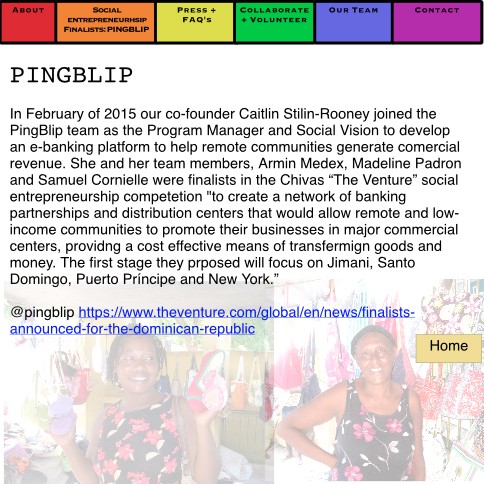 About
Social entrepreneurhsip Finalists: PINGBLIP
Press + FAQ's
Collaborate + Volunteer
Our Team
Contact
PINGBLIP
In February of 2015 our co-founder Caitlin Stilin-Rooney joined the
PingBlip team as the Program Manager and Social Vision to develop
an e-banking platform to help remote communities generate comercial
revenue. She and her team members, Armin Medex, Madeline Padron
and Samuel Cornielle were finalists in the Chivas “The Venture” social
entrepreneurship competetion "to create a network of banking
partnerships and distribution centers that would allow remote and low-
income communities to promote their businesses in major commercial
centers, providng a cost effective means of transfermign goods and
money. The first stage they prposed will focus on Jimani, Santo
Domingo, Puerto Príncipe and New York.”
@pingblip https://www.theventure.com/global/en/news/finalists-
announced-for-the-dominican-republic
Home